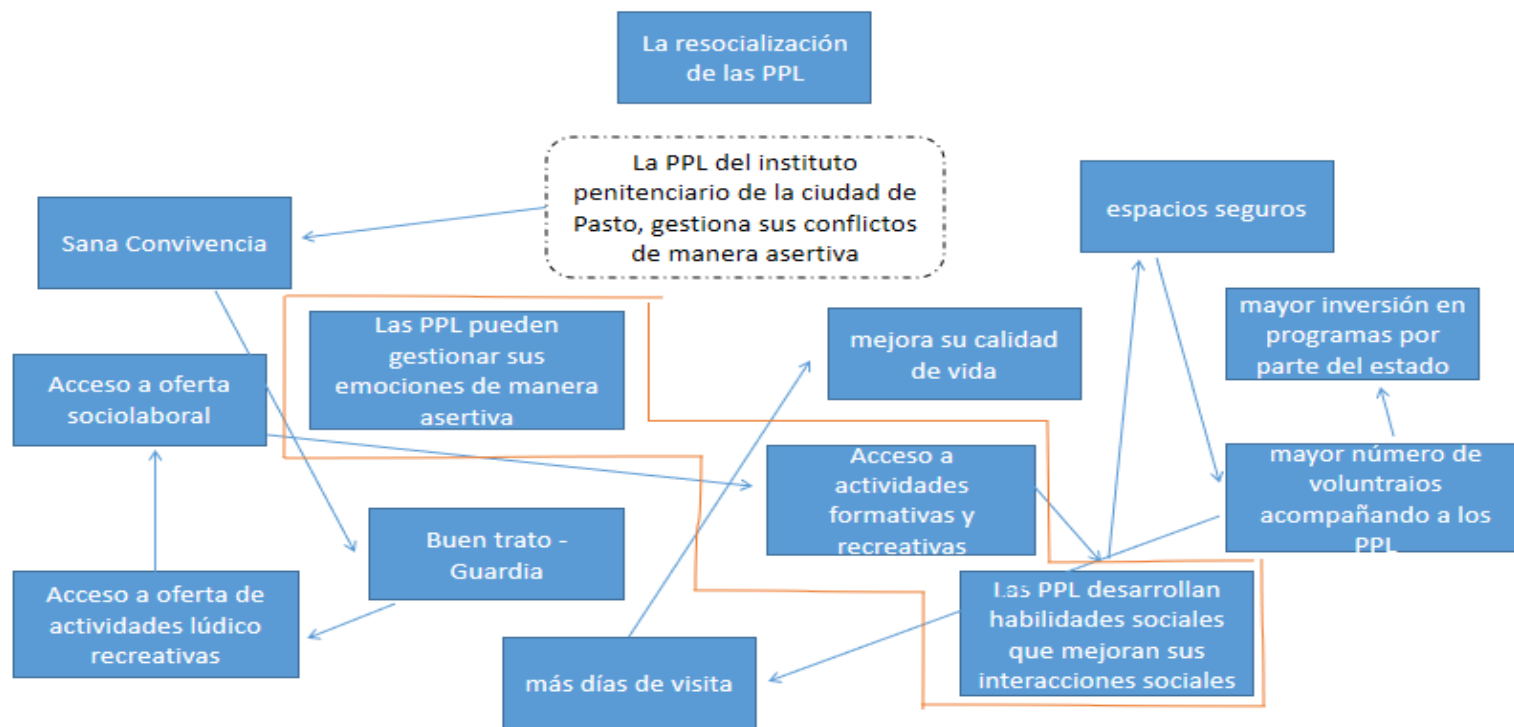 La resocialización
de las PPL
La PPL del instituto
penitenciario de la ciudad de
Pasto, gestiona sus conflictos
de manera asertiva
espacios seguros
Sana Convivencia
mayor inversión en
programas por
parte del estado
Las PPL pueden
gestionar sus
emociones de manera
asertiva
mejora su calidad
de vida
Acceso a oferta
sociolaboral
Acceso a
actividades
formativas y
recreativas
mayor número de
voluntraios
acompañando a los
PPL
Buen trato -
Guardia
Acceso a oferta de
actividades lúdico
recreativas
Las PPL desarrollan
habilidades sociales
que mejoran sus
interacciones sociales
más días de visita